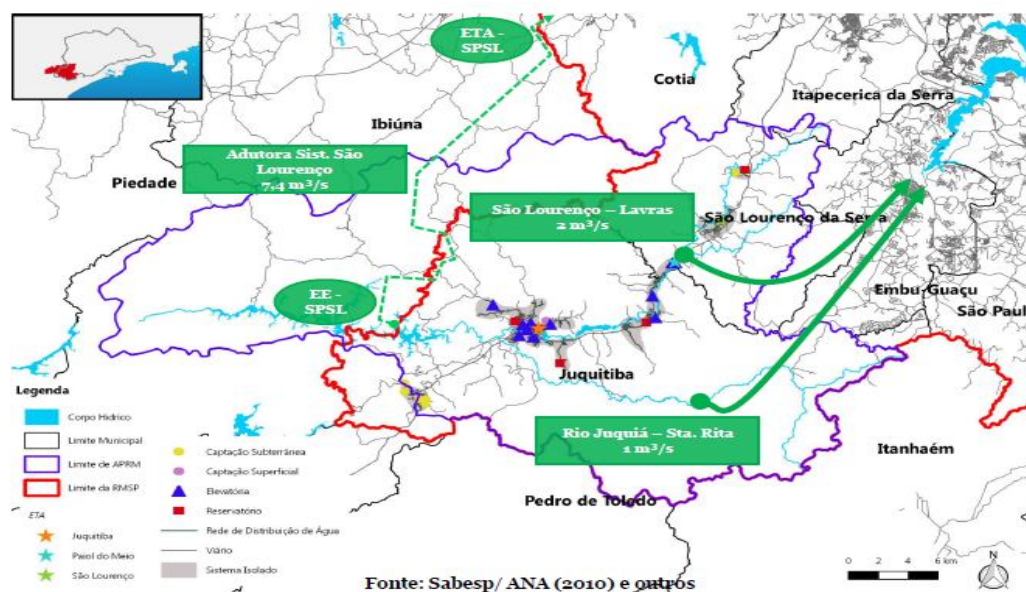 ETA -
SPSL
Cotia
Itapecerica da Serra
Ibiúna
Adutora Sist. São
Lourenço
7,4 m³/s
Piedade
São Lourenço – Lavras
2 m³/s
São Lourenço da Serra
EE -
SPSL
Embu-Guaçu
São Paul
Juquitiba
Rio Juquiá – Sta. Rita
1 m³/s
Itanhaém
Pedro de Toledo
Legenda
Corpo Hídrico
Limite Municipal
Limite de APRM
Limite da RMSP
ETA
Juquitiba
Paiol do Meio
São Lourenço
Captação Subterrânea
Captação Superficial
Elevatória
Reservatório
Rede de Distribuição de Água
Viário
Sistema Isolado
Fonte: Sabesp/ ANA (2010) e outros
0 2 4 6 km
N